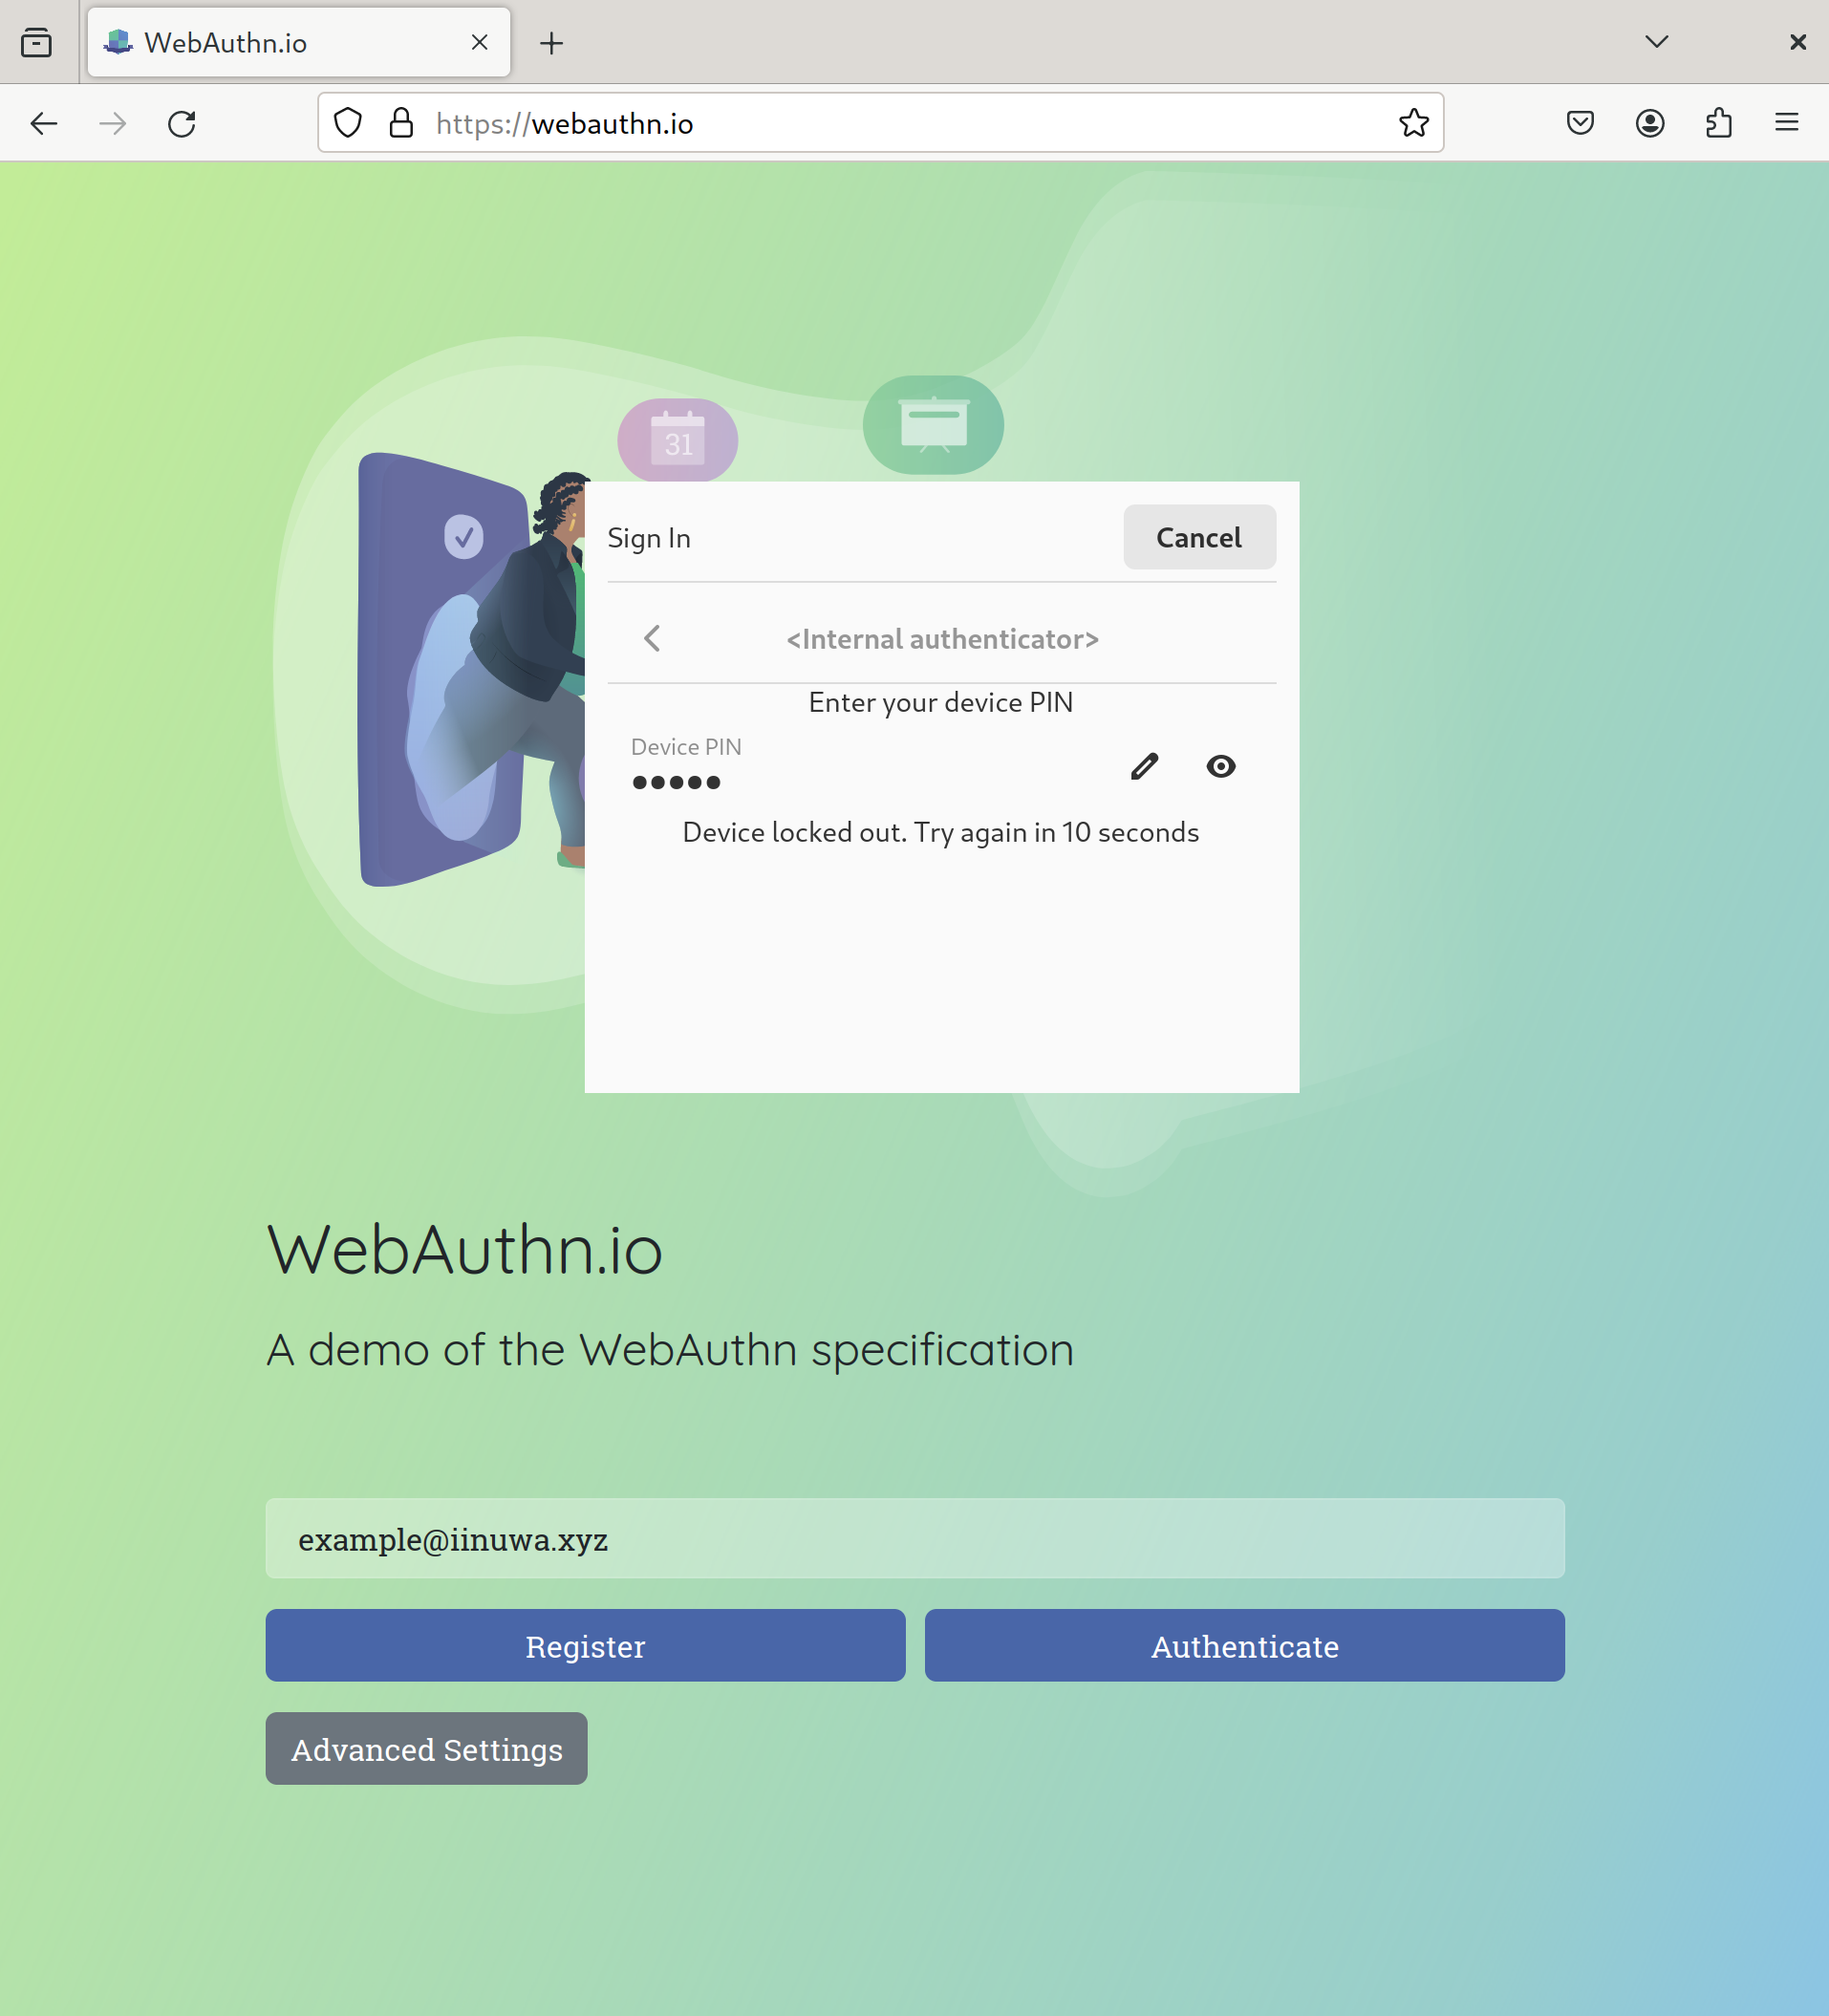 WebAuthn.io
https://webauthn.io
31
Sign In
Cancel
<Internal authenticator>
Enter your device PIN
Device PIN
●●●●●
Device locked out. Try again in 10 seconds
WebAuthn.io
A demo of the WebAuthn specification
example@iinuwa.xyz
Register
Authenticate
Advanced Settings